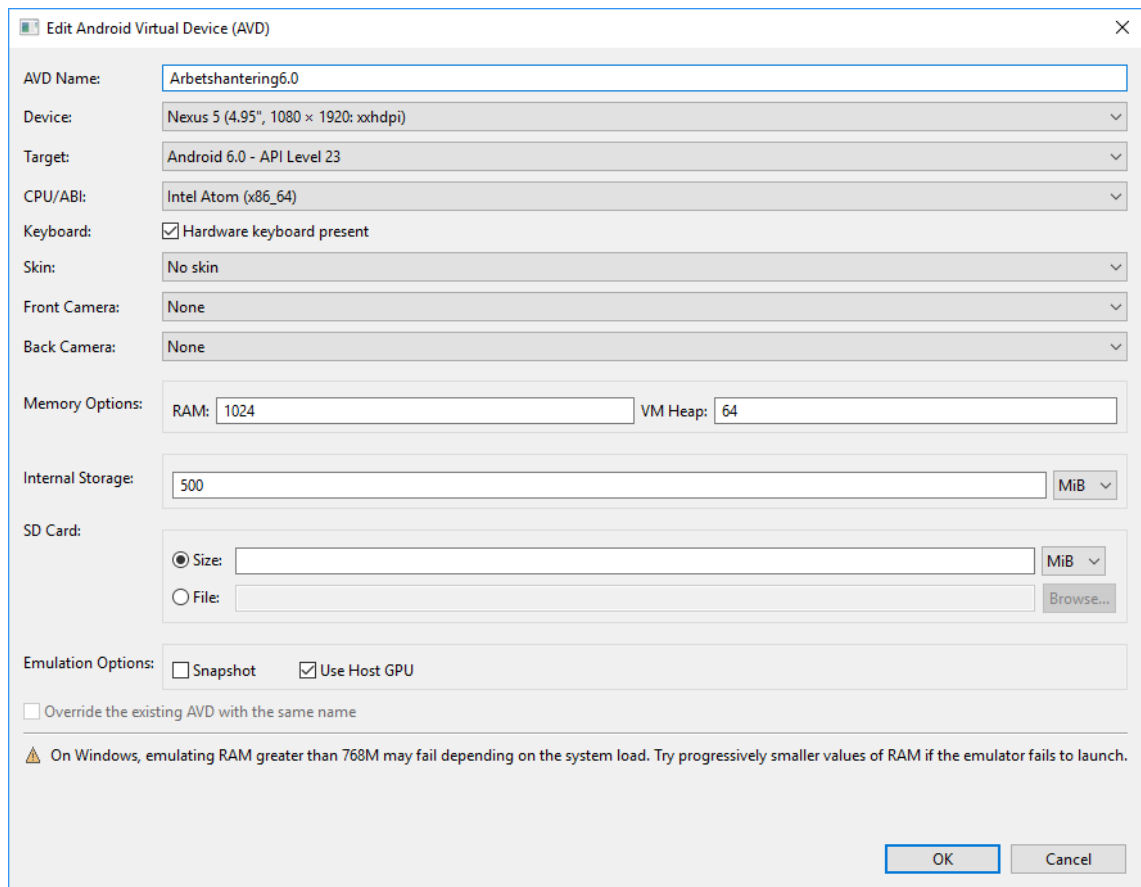 Edit Android Virtual Device (AVD)
AVD Name: Arbetshantering6.0
Device: Nexus 5 (4.95", 1080 × 1920: xxhdpi)
Target: Android 6.0 - API Level 23
CPU/ABI: Intel Atom (x86_64)
Keyboard: Hardware keyboard present
Skin: No skin
Front Camera: None
Back Camera: None
Memory Options: RAM: 1024 VM Heap: 64
Internal Storage: 500 MiB
SD Card:
Size: MiB
File: Browse...
Emulation Options: Snapshot Use Host GPU
Override the existing AVD with the same name
On Windows, emulating RAM greater than 768M may fail depending on the system load. Try progressively smaller values of RAM if the emulator fails to launch.
OK Cancel